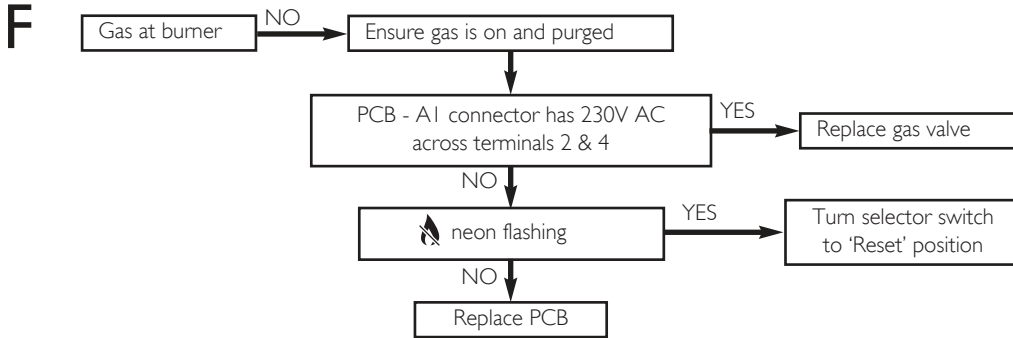 F
Gas at burner
NO
Ensure gas is on and purged
PCB - A1 connector has 230V AC
across terminals 2 & 4
YES
Replace gas valve
NO
neon flashing
YES
Turn selector switch
to ‘Reset’ position
NO
Replace PCB